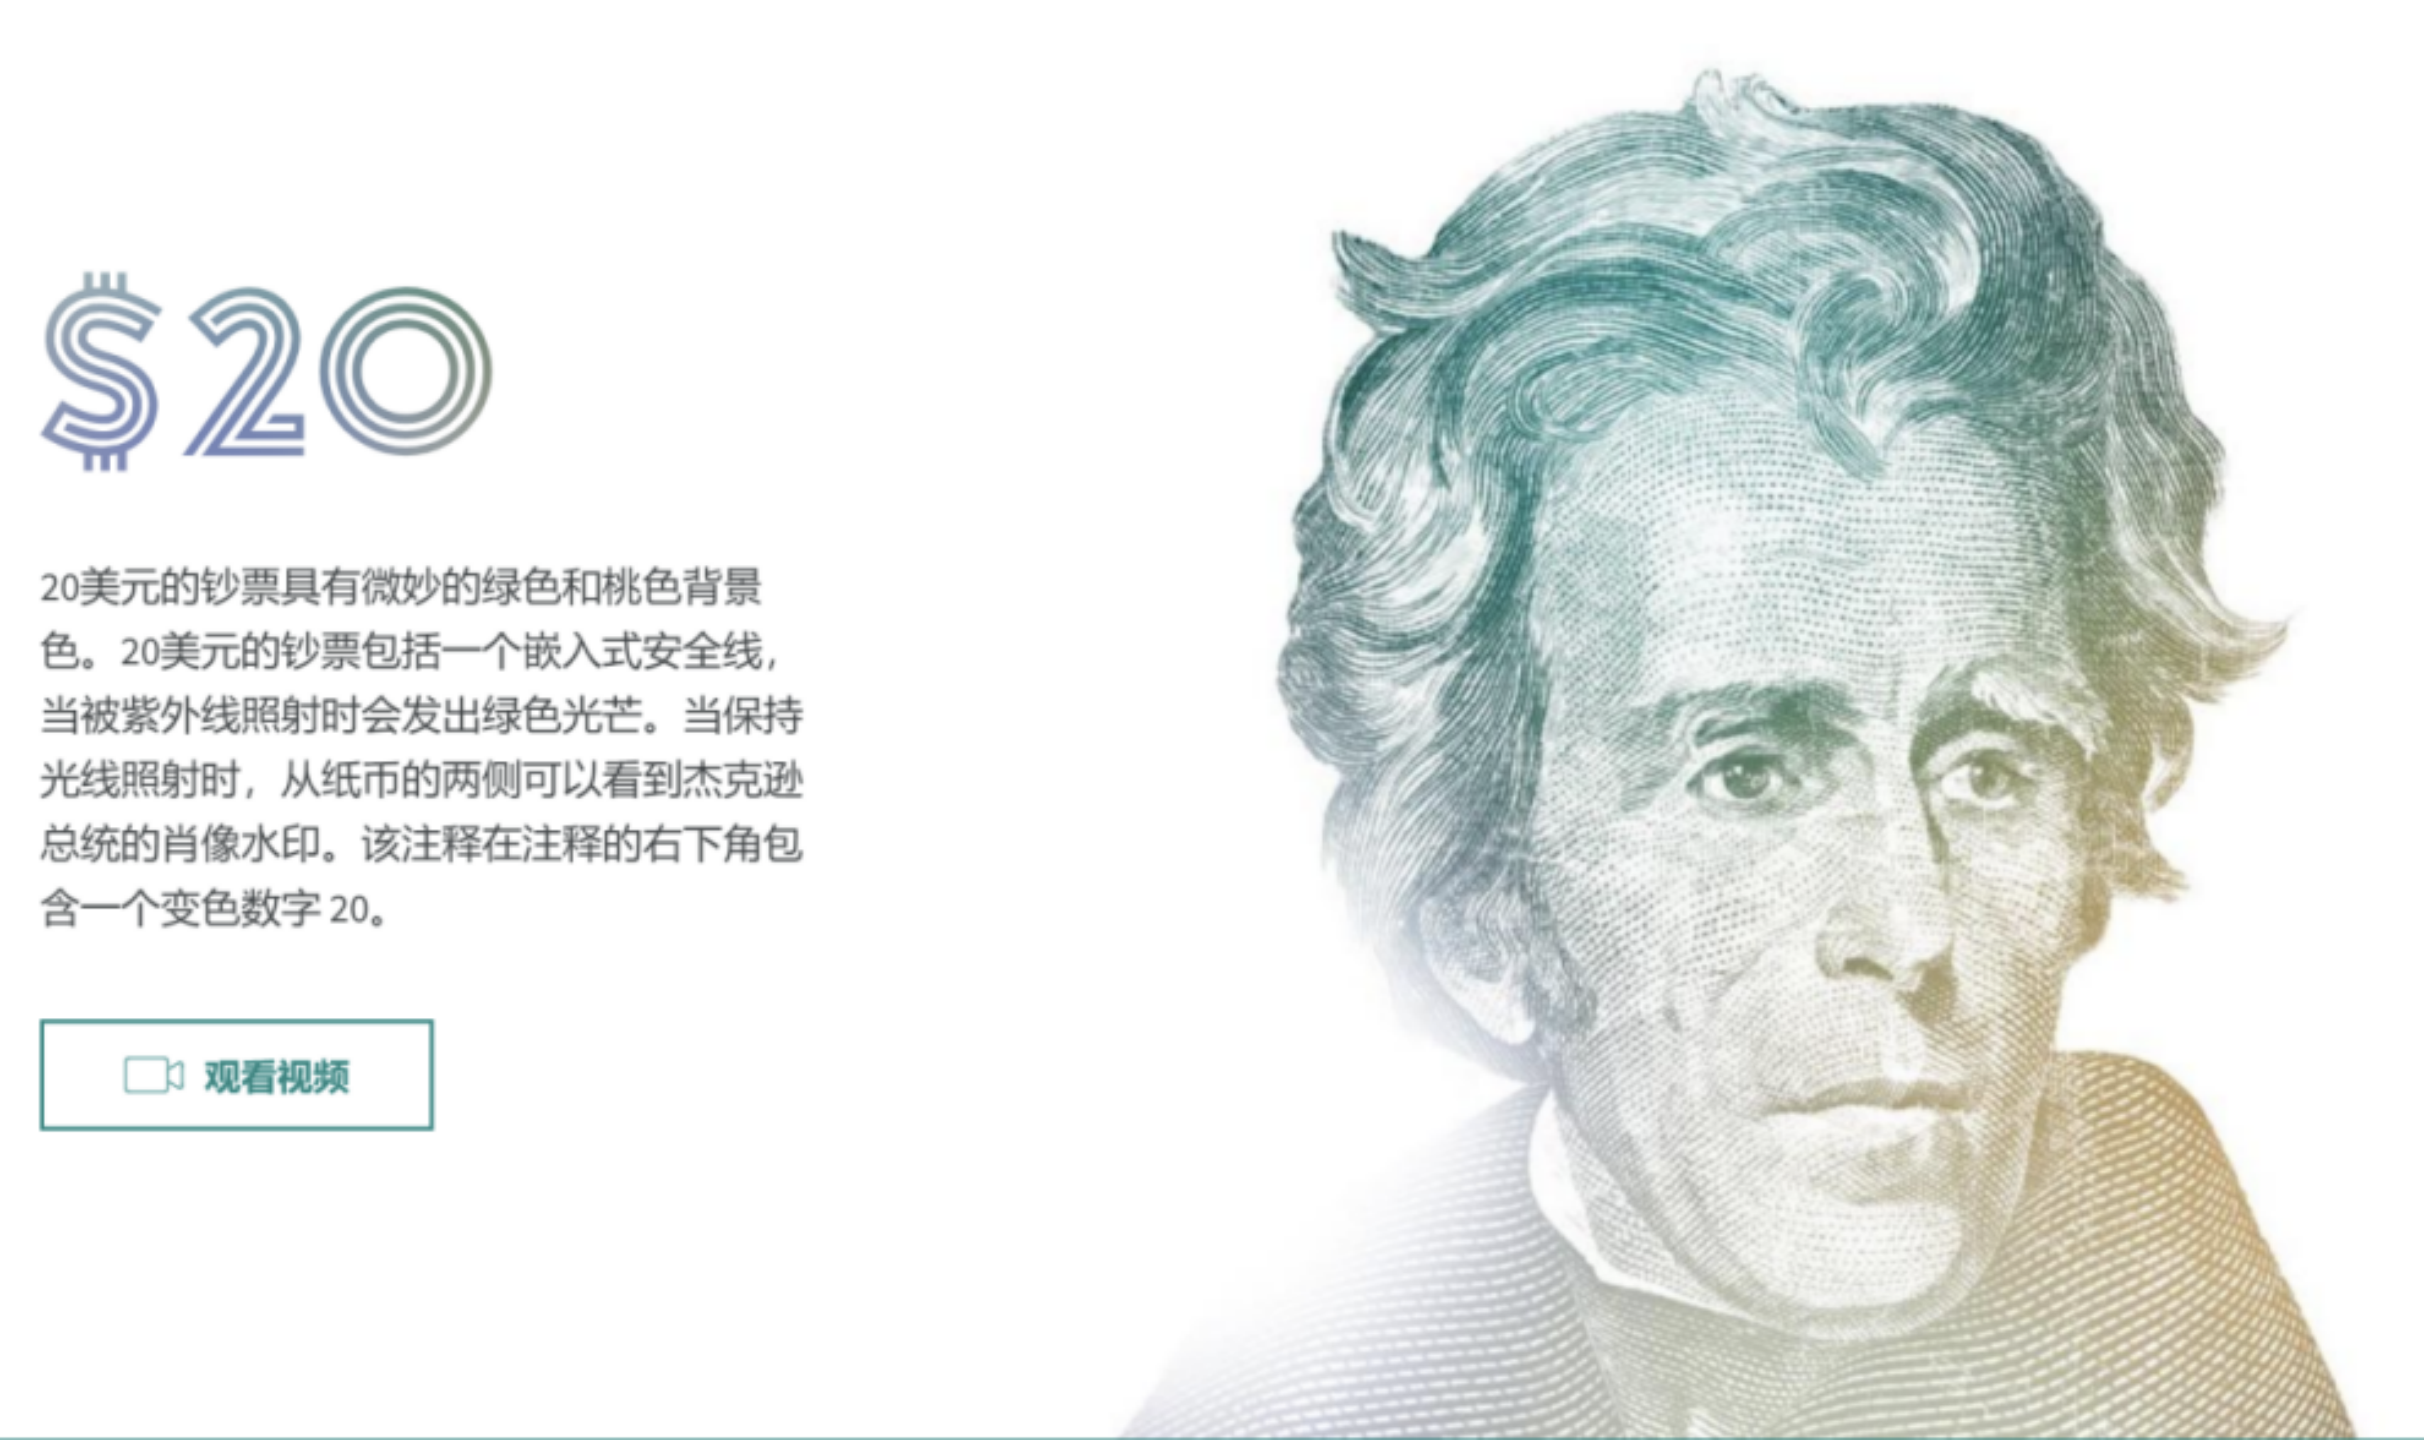 $20
20美元的钞票具有微妙的绿色和桃色背景
色。20美元的钞票包括一个嵌入式安全线，
当被紫外线照射时会发出绿色光芒。当保持
光线照射时，从纸币的两侧可以看到杰克逊
总统的肖像水印。该注释在注释的右下角包
含一个变色数字 20。
观看视频